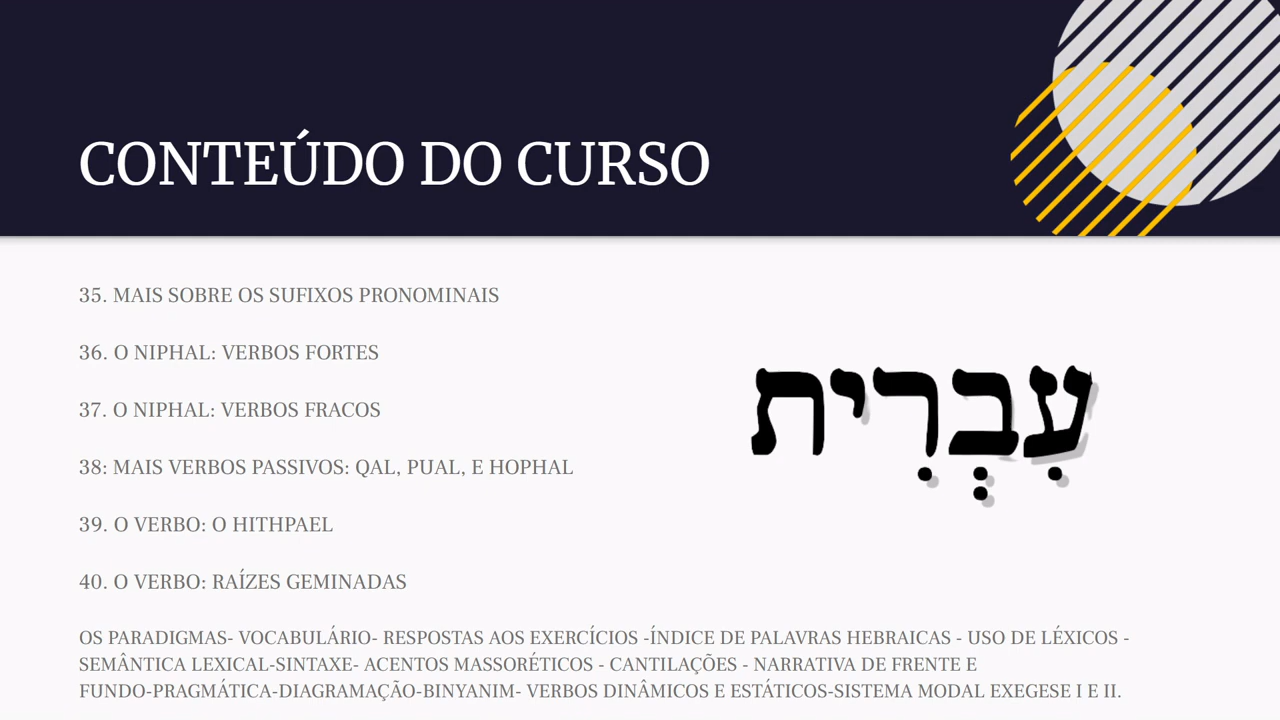 CONTEÚDO DO CURSO
35. MAIS SOBRE OS SUFIXOS PRONOMINAIS
36. O NIPHAL: VERBOS FORTES
37. O NIPHAL: VERBOS FRACOS
38: MAIS VERBOS PASSIVOS: QAL, PUAL, E HOPHAL
39. O VERBO: O HITHPAEL
40. O VERBO: RAÍZES GEMINADAS
עִבְרִית
OS PARADIGMAS- VOCABULÁRIO- RESPOSTAS AOS EXERCÍCIOS -ÍNDICE DE PALAVRAS HEBRAICAS - USO DE LÉXICOS -
SEMÂNTICA LEXICAL-SINTAXE- ACENTOS MASSORÉTICOS - CANTILAÇÕES - NARRATIVA DE FRENTE E
FUNDO-PRAGMÁTICA-DIAGRAMAÇÃO-BINYANIM- VERBOS DINÂMICOS E ESTÁTICOS-SISTEMA MODAL EXEGESE I E II.